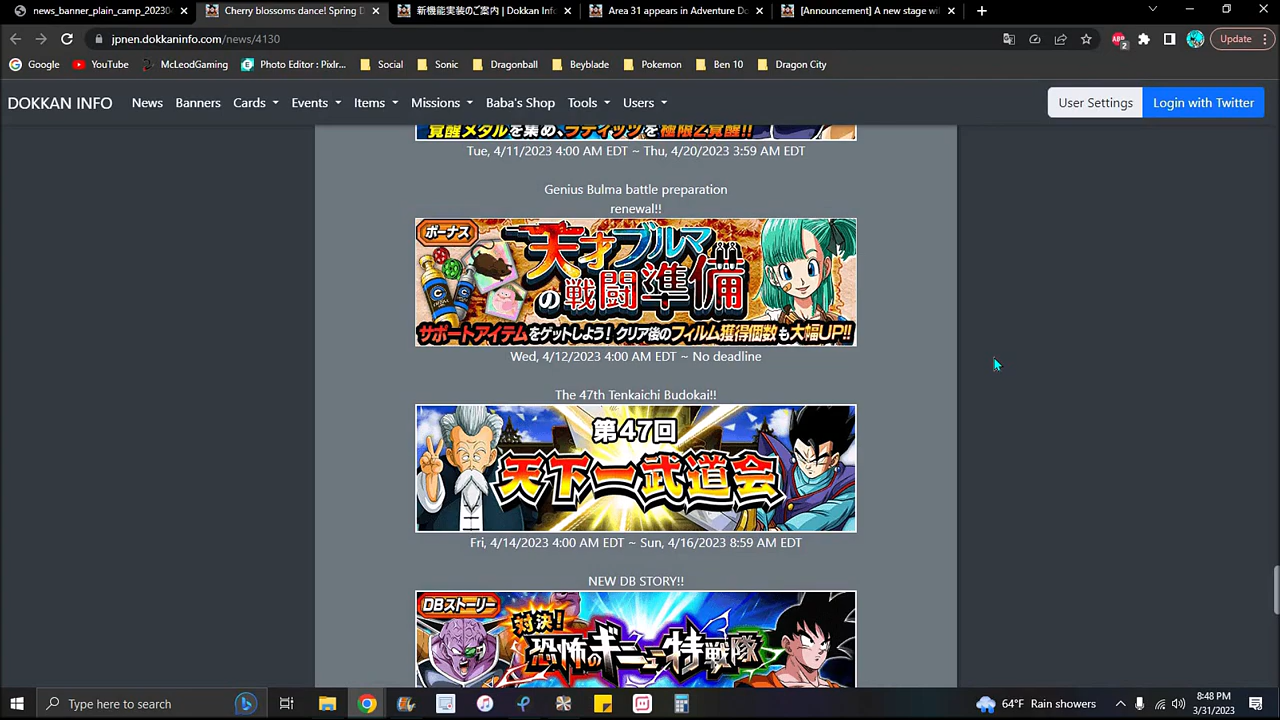 news_banner_plain_camp_20230
Cherry blossoms dance! Spring D
新機能実装のご案内 | Dokkan Info
Area 31 appears in Adventure Do
[Announcement] A new stage wil
jpnen.dokkaninfo.com/news/4130
2
Update
Google
YouTube
McLeodGaming
Photo Editor : Pixlr...
Social
Sonic
Dragonball
Beyblade
Pokemon
Ben 10
Dragon City
DOKKAN INFO
News
Banners
Cards
Events
Items
Missions
Baba's Shop
Tools
Users
User Settings
Login with Twitter
覚醒メダルを集め、ラディッツを極限Z覚醒!!
Tue, 4/11/2023 4:00 AM EDT ~ Thu, 4/20/2023 3:59 AM EDT
Genius Bulma battle preparation
renewal!!
ボーナス
天才ブルマ
の戦闘準備
サポートアイテムをゲットしよう! クリア後のフィルム獲得個数も大幅UP!!
Wed, 4/12/2023 4:00 AM EDT ~ No deadline
The 47th Tenkaichi Budokai!!
第47回
天下一武道会
Fri, 4/14/2023 4:00 AM EDT ~ Sun, 4/16/2023 8:59 AM EDT
NEW DB STORY!!
DBストーリー
対決!
恐怖のギニュー特戦隊
Type here to search
64°F Rain showers
8:48 PM
3/31/2023